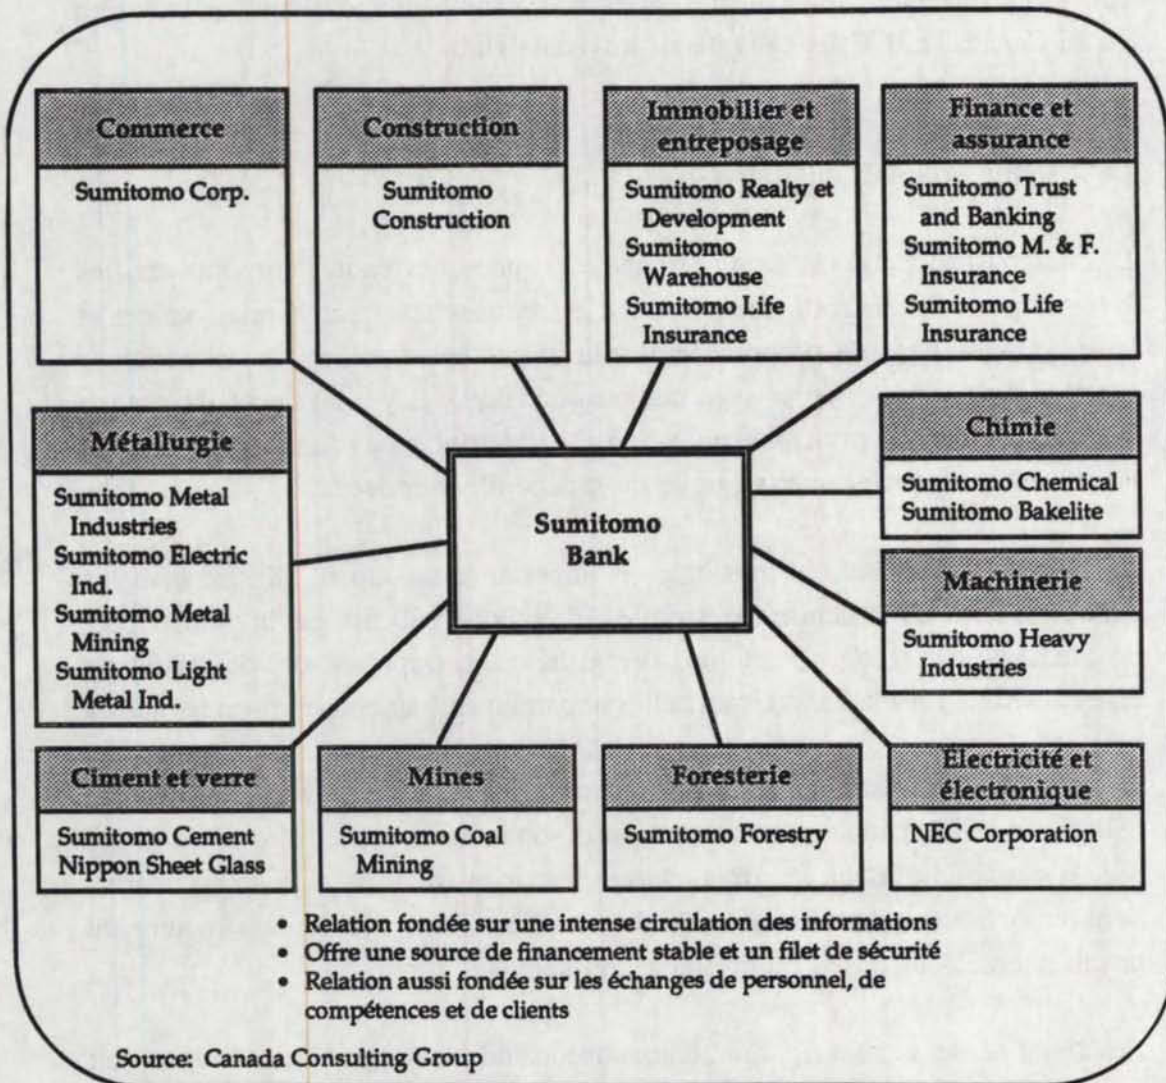 Commerce
Sumitomo Corp.
Construction
Sumitomo
Construction
Immobilier et
entreposage
Sumitomo Realty et
Development
Sumitomo
Warehouse
Sumitomo Life
Insurance
Finance et
assurance
Sumitomo Trust
and Banking
Sumitomo M. & F.
Insurance
Sumitomo Life
Insurance
Métallurgie
Sumitomo Metal
Industries
Sumitomo Electric
Ind.
Sumitomo Metal
Mining
Sumitomo Light
Metal Ind.
Sumitomo
Bank
Chimie
Sumitomo Chemical
Sumitomo Bakelite
Machinerie
Sumitomo Heavy
Industries
Ciment et verre
Sumitomo Cement
Nippon Sheet Glass
Mines
Sumitomo Coal
Mining
Foresterie
Sumitomo Forestry
Electricité et
électronique
NEC Corporation
• Relation fondée sur une intense circulation des informations
• Offre une source de financement stable et un filet de sécurité
• Relation aussi fondée sur les échanges de personnel, de
compétences et de clients
Source: Canada Consulting Group